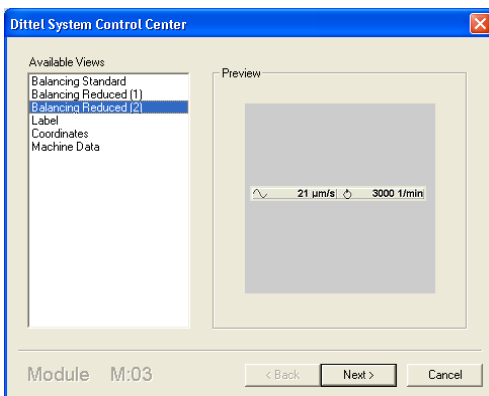 Dittel System Control Center
Available Views
Balancing Standard
Balancing Reduced (1)
Balancing Reduced (2)
Label
Coordinates
Machine Data
Preview
21 µm/s 3000 1/min
Module M:03
< Back Next > Cancel